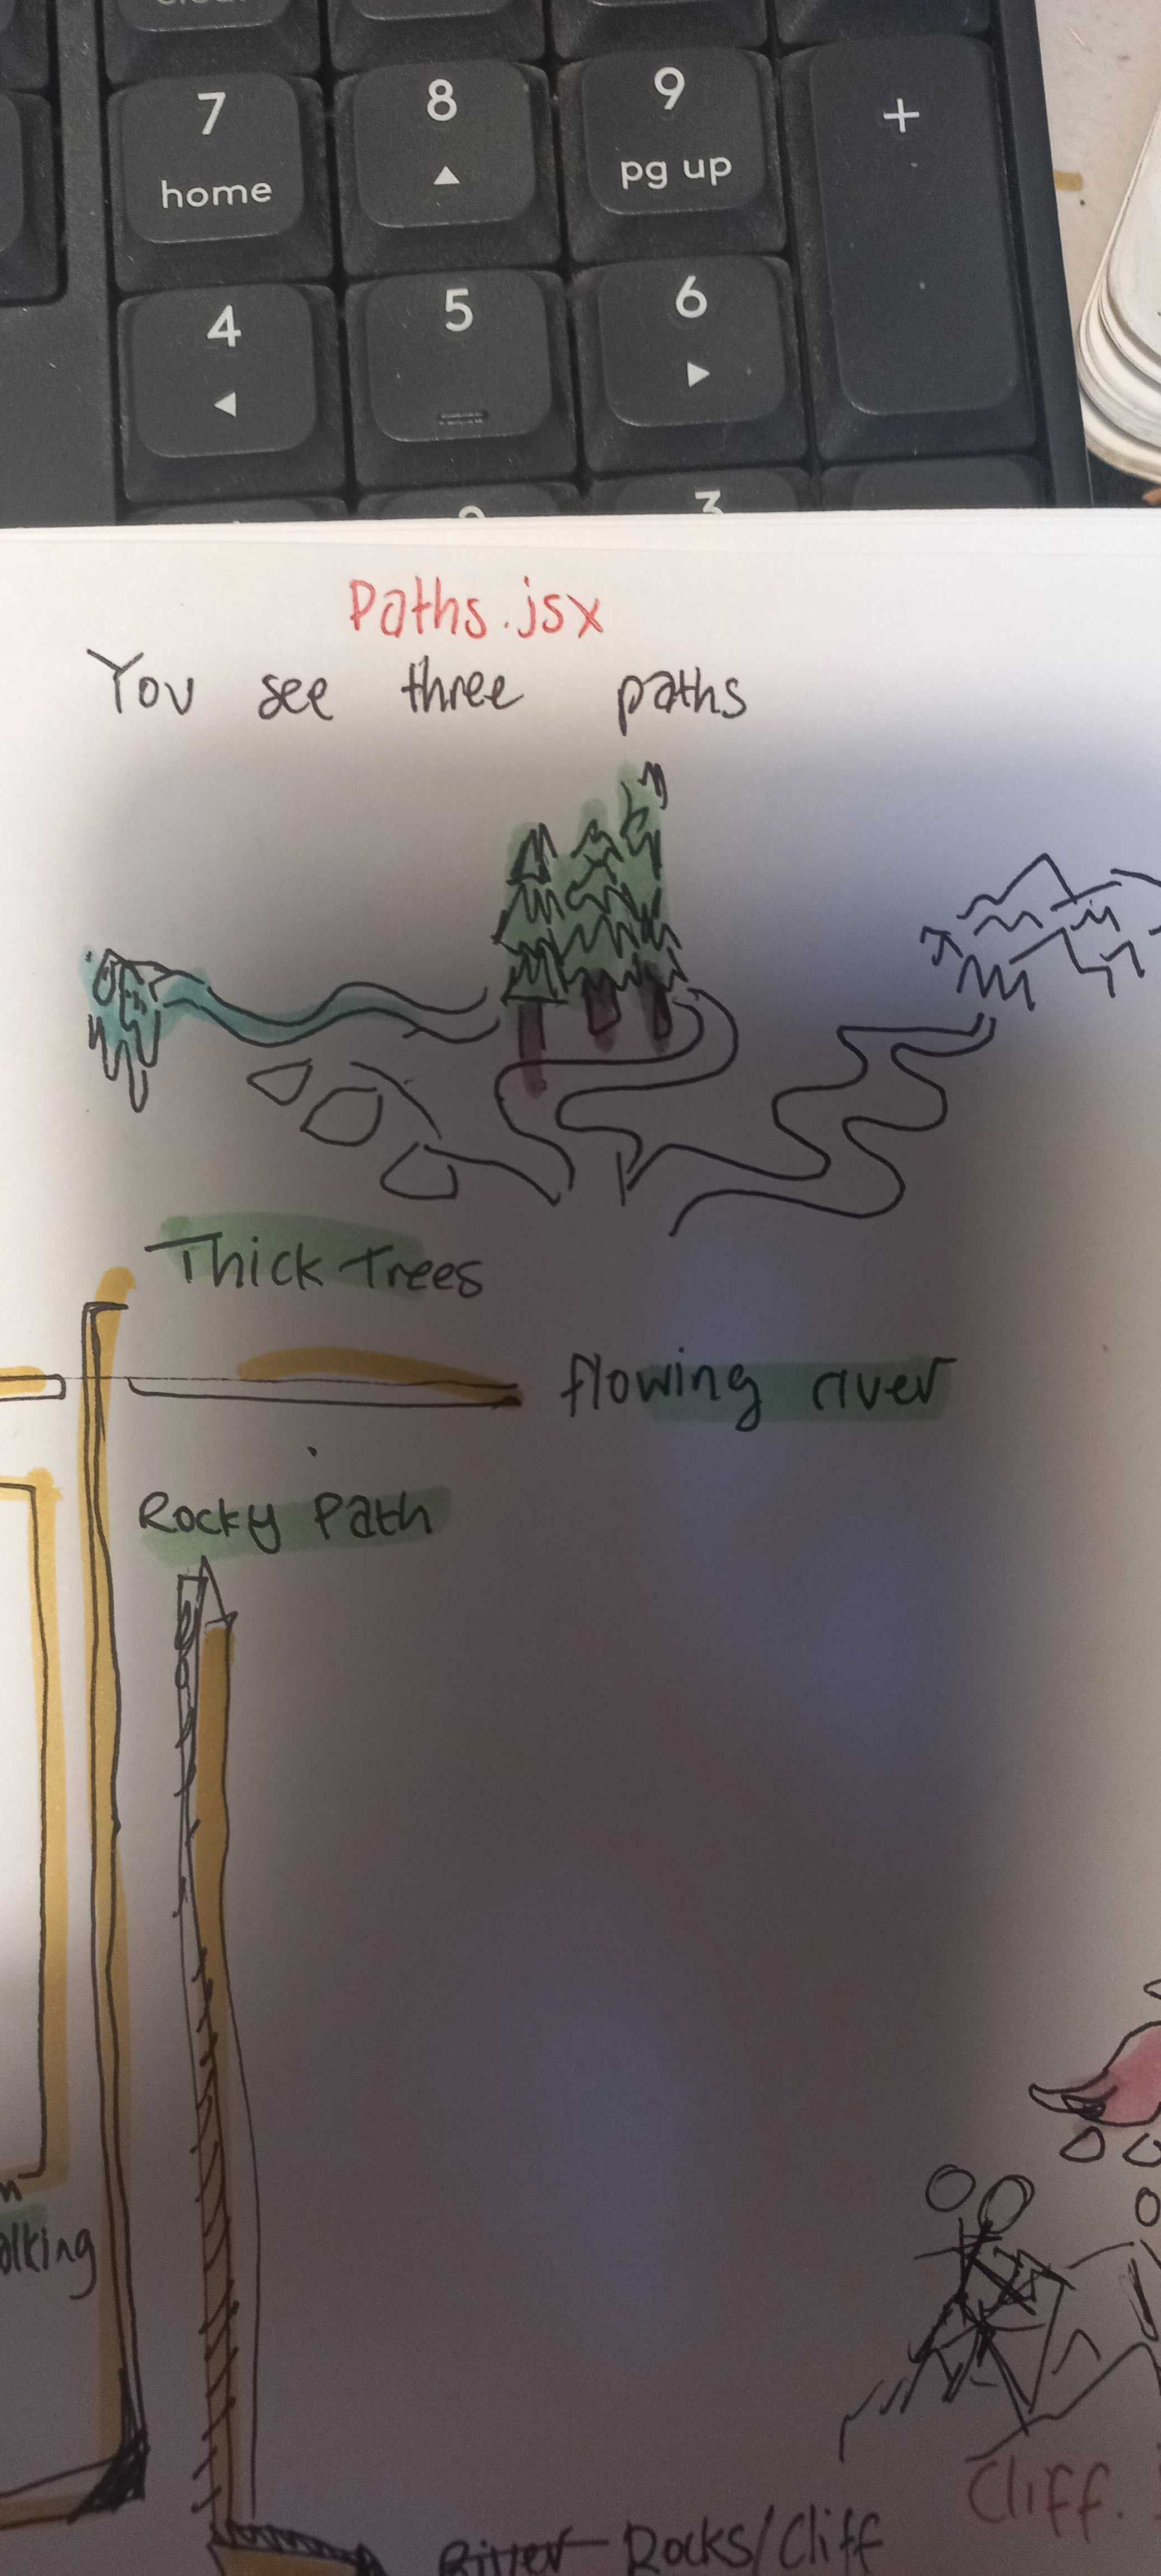 7
8
9
+
home
pg up
4
5
6
3
Paths.jsx
You see three paths
Thick Trees
flowing river
Rocky Path
alking
Cliff.
River Rocks/Cliff